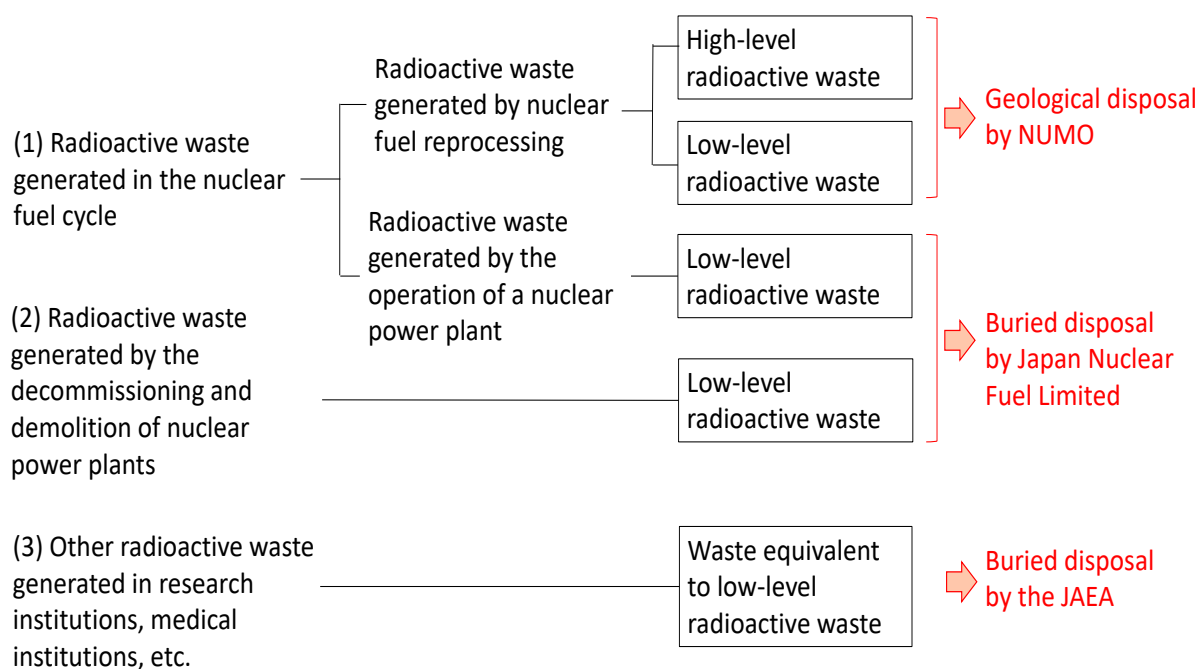 (1) Radioactive waste
generated in the nuclear
fuel cycle
Radioactive waste
generated by nuclear
fuel reprocessing
High-level
radioactive waste
Low-level
radioactive waste
Geological disposal
by NUMO
Radioactive waste
generated by the
operation of a nuclear
power plant
Low-level
radioactive waste
(2) Radioactive waste
generated by the
decommissioning and
demolition of nuclear
power plants
Low-level
radioactive waste
Buried disposal
by Japan Nuclear
Fuel Limited
(3) Other radioactive waste
generated in research
institutions, medical
institutions, etc.
Waste equivalent
to low-level
radioactive waste
Buried disposal
by the JAEA